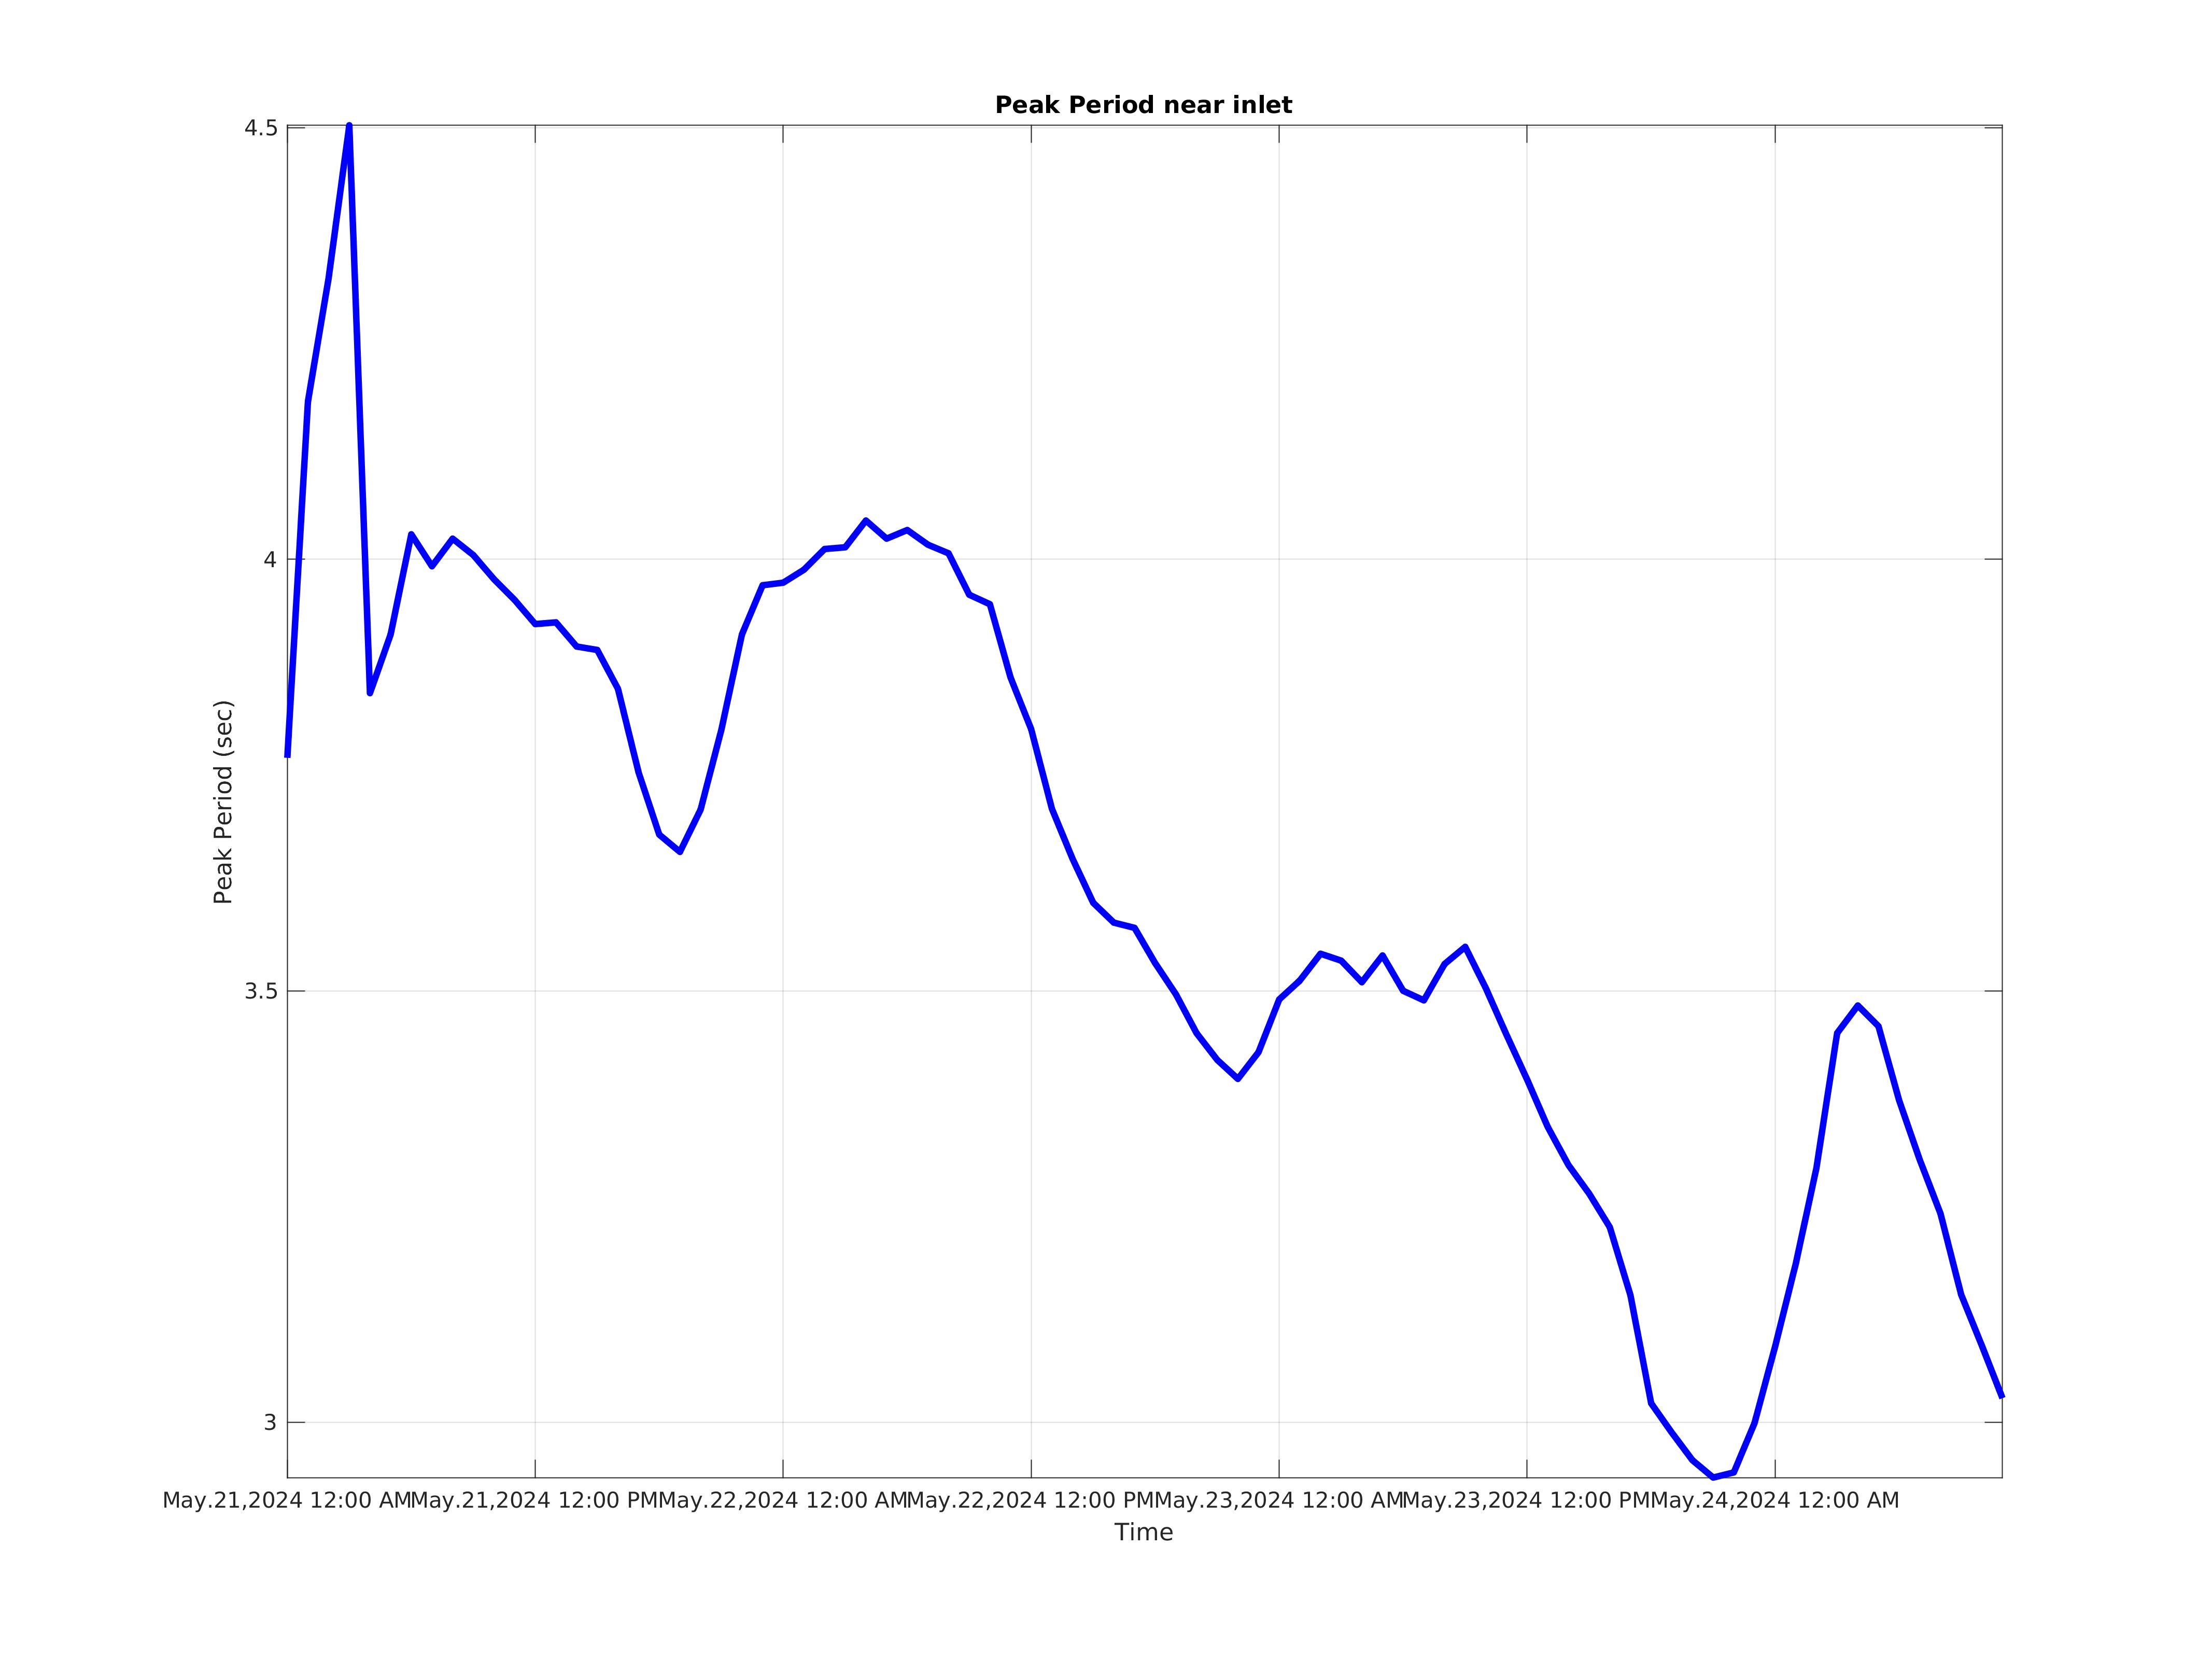 Peak Period near inlet
4.5
4
3.5
3
Peak Period (sec)
May.21,2024 12:00 AM May.21,2024 12:00 PM May.22,2024 12:00 AM May.22,2024 12:00 PM May.23,2024 12:00 AM May.23,2024 12:00 PM May.24,2024 12:00 AM
Time